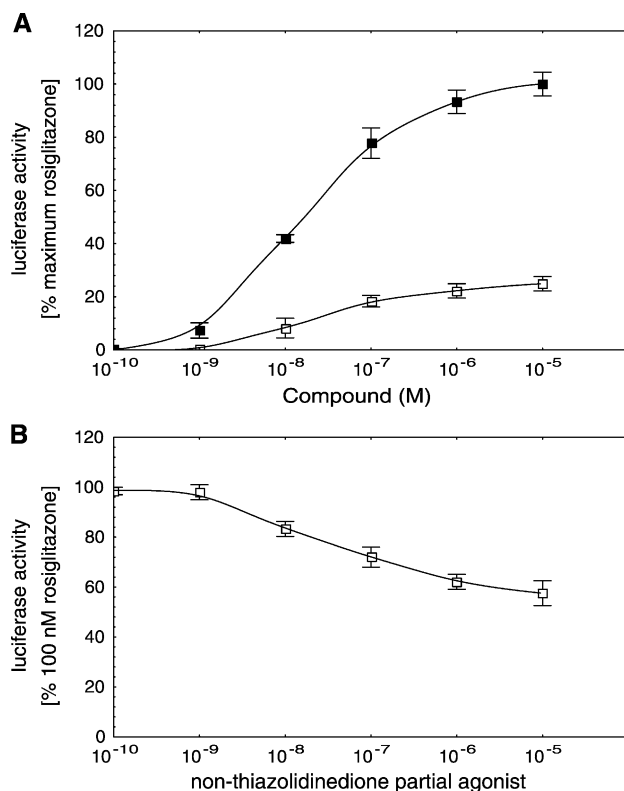 A
luciferase activity
[% maximum rosiglitazone]
120
100
80
60
40
20
0
10⁻¹⁰ 10⁻⁹ 10⁻⁸ 10⁻⁷ 10⁻⁶ 10⁻⁵
Compound (M)
B
luciferase activity
[% 100 nM rosiglitazone]
120
100
80
60
40
20
0
10⁻¹⁰ 10⁻⁹ 10⁻⁸ 10⁻⁷ 10⁻⁶ 10⁻⁵
non-thiazolidinedione partial agonist